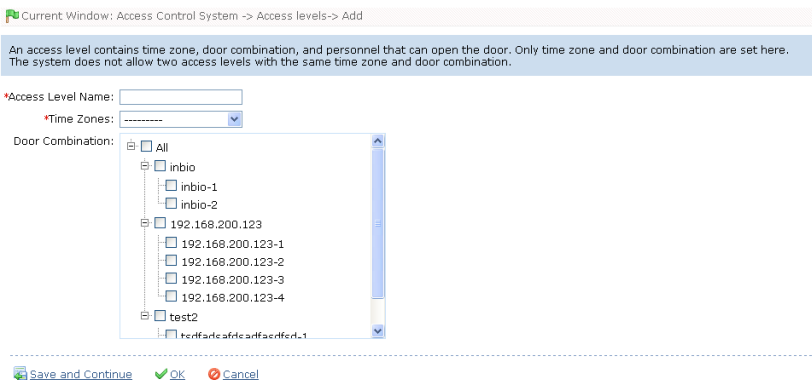 Current Window: Access Control System -> Access levels-> Add
An access level contains time zone, door combination, and personnel that can open the door. Only time zone and door combination are set here.
The system does not allow two access levels with the same time zone and door combination.
*Access Level Name:
*Time Zones: ---------
Door Combination:
All
inbio
inbio-1
inbio-2
192.168.200.123
192.168.200.123-1
192.168.200.123-2
192.168.200.123-3
192.168.200.123-4
test2
Save and Continue OK Cancel